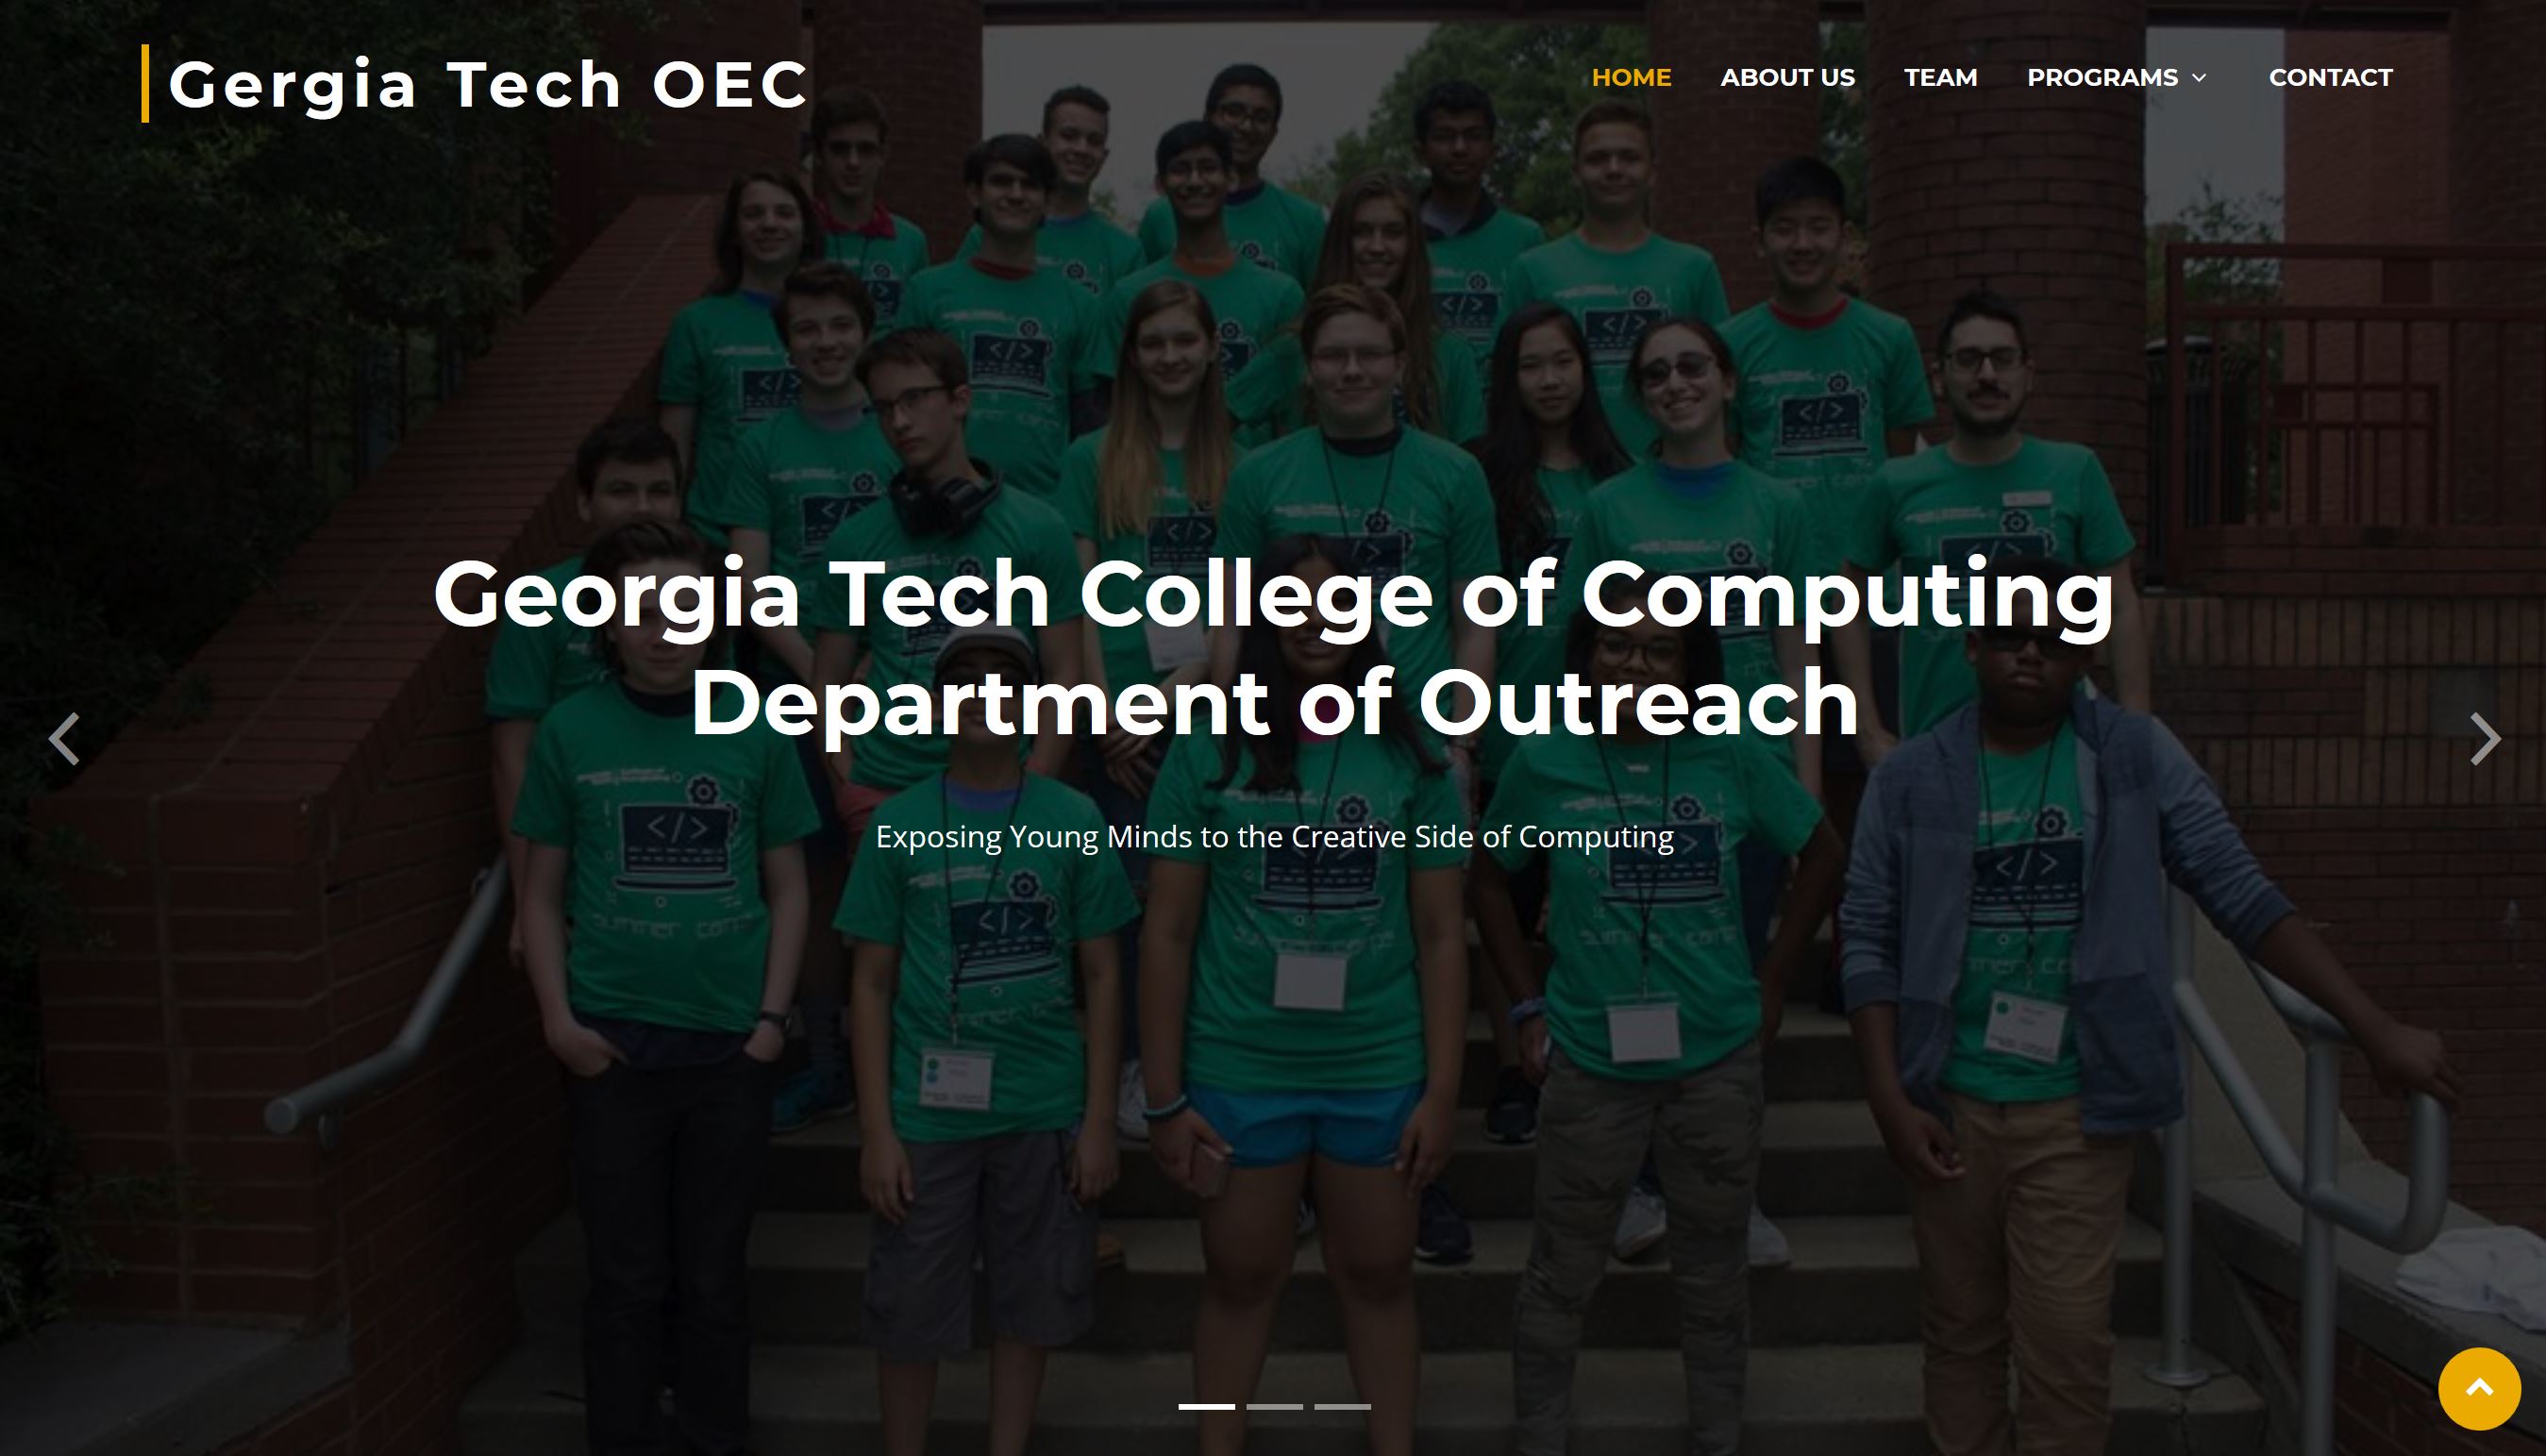 Gergia Tech OEC
HOME ABOUT US TEAM PROGRAMS CONTACT
Georgia Tech College of Computing
Department of Outreach
Exposing Young Minds to the Creative Side of Computing